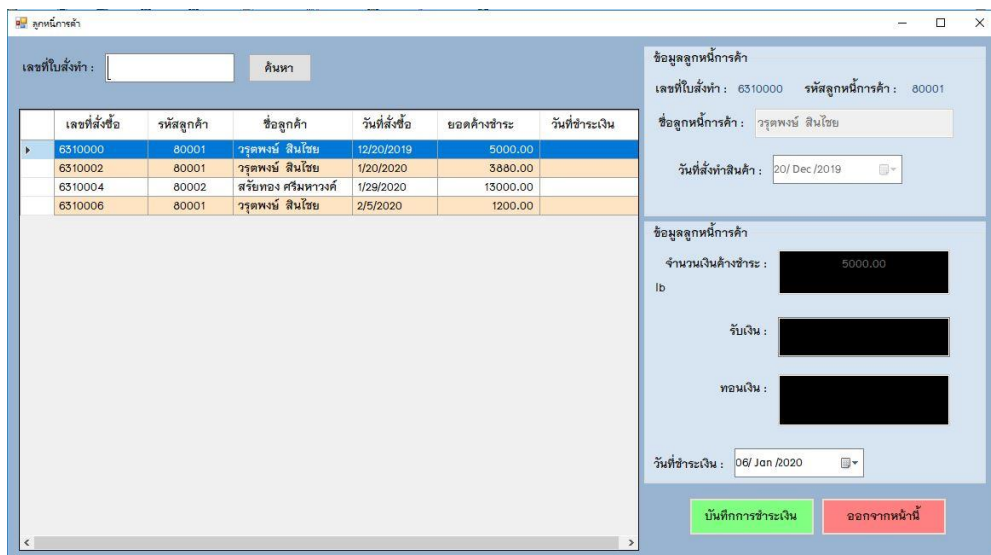 ลูกหนี้การค้า
เลขที่ใบสั่งทำ : ค้นหา
เลขที่สั่งซื้อ รหัสลูกค้า ชื่อลูกค้า วันที่สั่งซื้อ ยอดค้างชำระ วันที่ชำระเงิน
6310000 80001 วรุตพงษ์ สินไชย 12/20/2019 5000.00
6310002 80001 วรุตพงษ์ สินไชย 1/20/2020 3880.00
6310004 80002 สรัยทอง ศรีมหาวงค์ 1/29/2020 13000.00
6310006 80001 วรุตพงษ์ สินไชย 2/5/2020 1200.00
ข้อมูลลูกหนี้การค้า
เลขที่ใบสั่งทำ : 6310000 รหัสลูกหนี้การค้า : 80001
ชื่อลูกหนี้การค้า : วรุตพงษ์ สินไชย
วันที่สั่งทำสินค้า : 20/ Dec /2019
ข้อมูลลูกหนี้การค้า
จำนวนเงินค้างชำระ : 5000.00
lb
รับเงิน :
ทอนเงิน :
วันที่ชำระเงิน : 06/ Jan /2020
บันทึกการชำระเงิน ออกจากหน้านี้